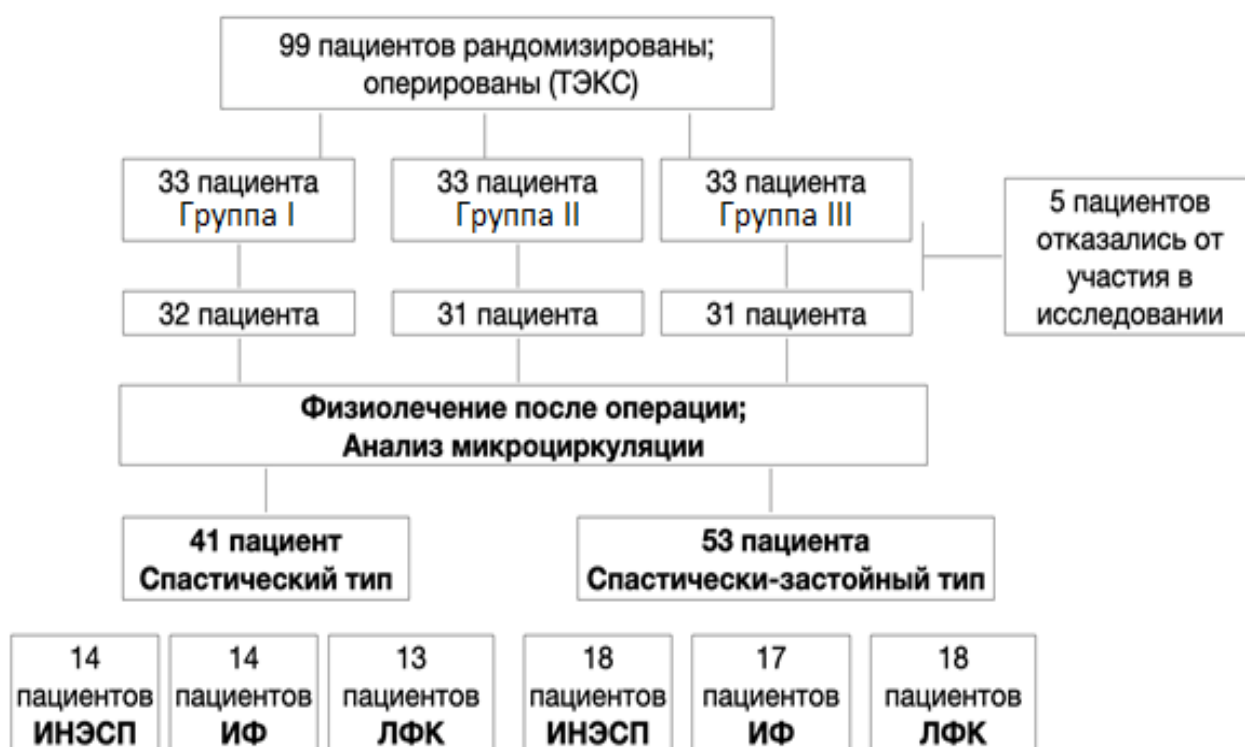 99 пациентов рандомизированы;
оперированы (ТЭКС)
33 пациента
Группа I
33 пациента
Группа II
33 пациента
Группа III
5 пациентов
отказались от
участия в
исследовании
32 пациента
31 пациента
31 пациента
Физиолечение после операции;
Анализ микроциркуляции
41 пациент
Спастический тип
53 пациента
Спастически-застойный тип
14
пациентов
ИНЭСП
14
пациентов
ИФ
13
пациентов
ЛФК
18
пациентов
ИНЭСП
17
пациентов
ИФ
18
пациентов
ЛФК